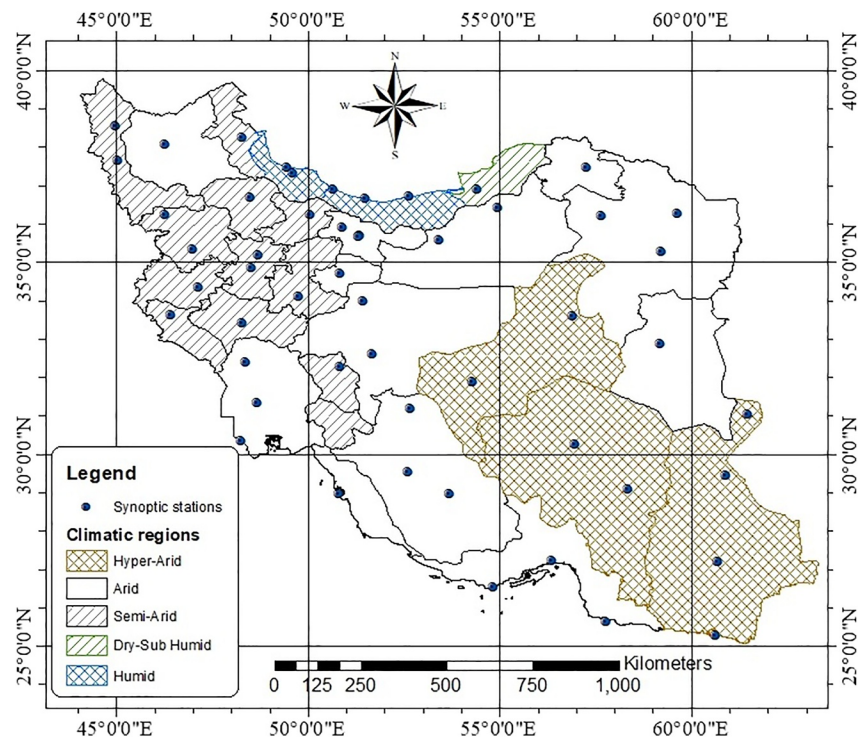 45°0'0"E 50°0'0"E 55°0'0"E 60°0'0"E
40°0'0"N 40°0'0"N
N
W E
S
35°0'0"N 35°0'0"N
30°0'0"N 30°0'0"N
25°0'0"N 25°0'0"N
Legend
Synoptic stations
Climatic regions
Hyper-Arid
Arid
Semi-Arid
Dry-Sub Humid
Humid
Kilometers
0 125 250 500 750 1,000
45°0'0"E 50°0'0"E 55°0'0"E 60°0'0"E